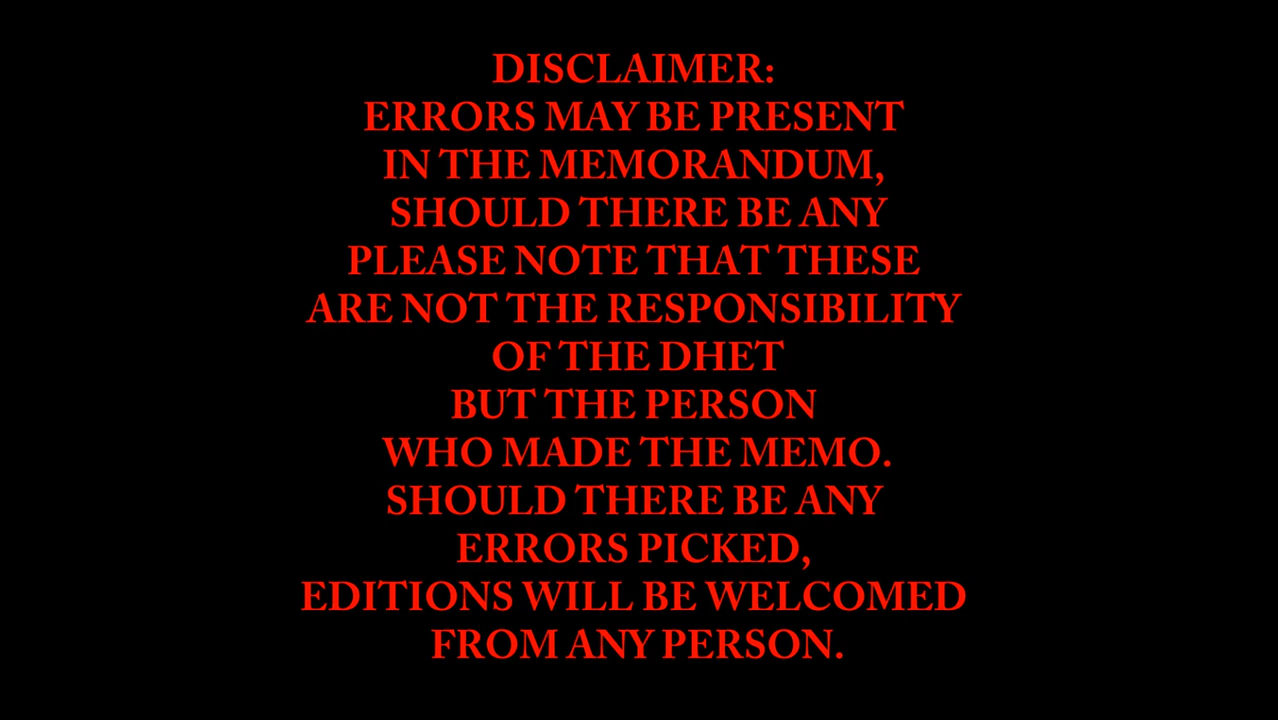 DISCLAIMER:
ERRORS MAY BE PRESENT
IN THE MEMORANDUM,
SHOULD THERE BE ANY
PLEASE NOTE THAT THESE
ARE NOT THE RESPONSIBILITY
OF THE DHET
BUT THE PERSON
WHO MADE THE MEMO.
SHOULD THERE BE ANY
ERRORS PICKED,
EDITIONS WILL BE WELCOMED
FROM ANY PERSON.